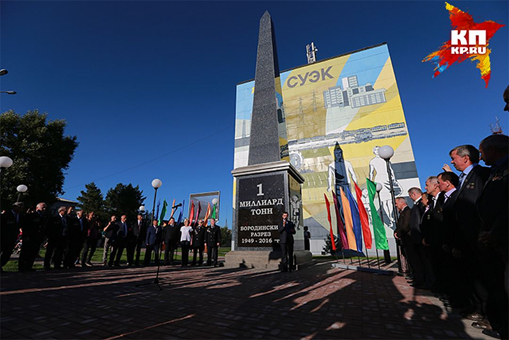 КП
KP.RU
СУЭК
1
МИЛЛИАРД
ТОНН
БОРОДИНСКИЙ
РАЗРЕЗ
1949 - 2016